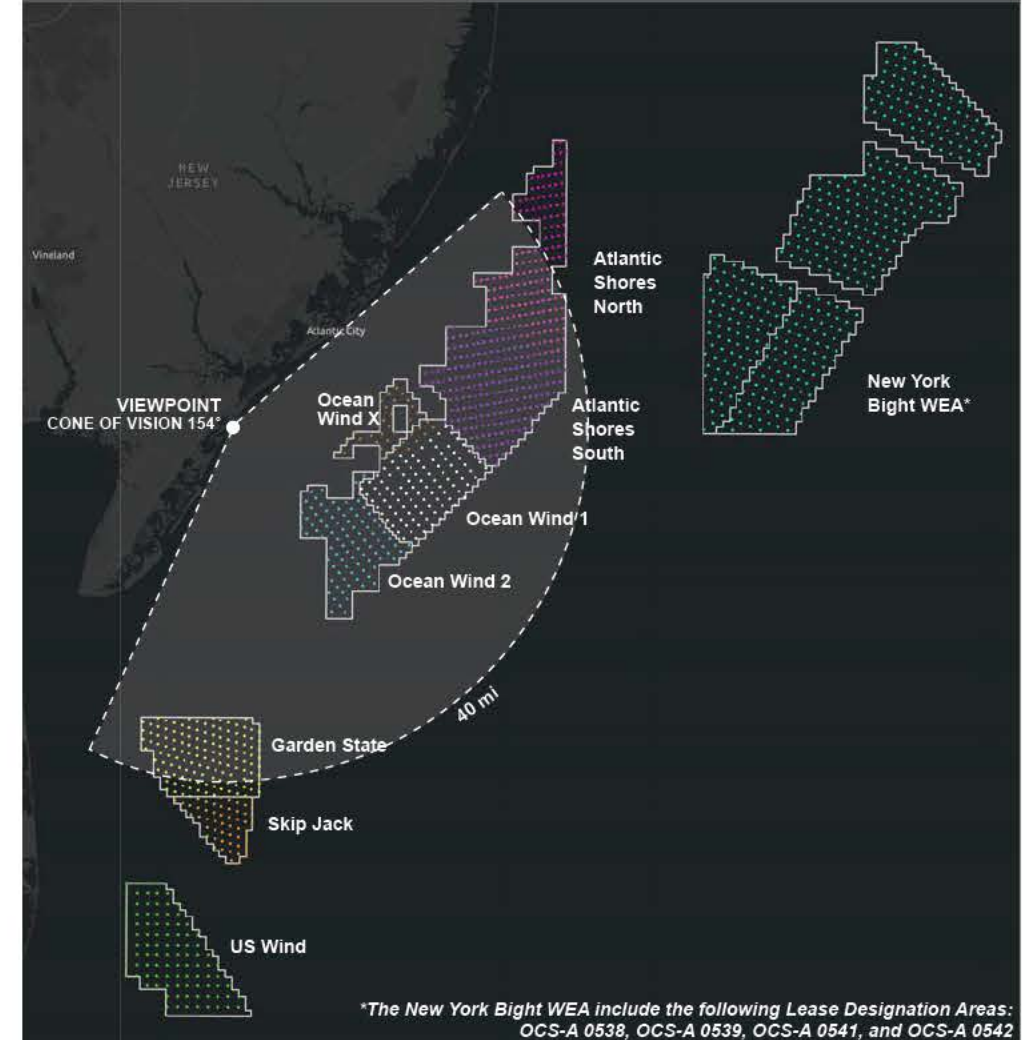 NEW
JERSEY
Vineland
Atlantic
Shores
North
Atlantic City
New York
Bight WEA*
VIEWPOINT
CONE OF VISION 154°
Ocean
Wind X
Atlantic
Shores
South
Ocean Wind 1
Ocean Wind 2
40 mi
Garden State
Skip Jack
US Wind
*The New York Bight WEA include the following Lease Designation Areas:
OCS-A 0538, OCS-A 0539, OCS-A 0541, and OCS-A 0542